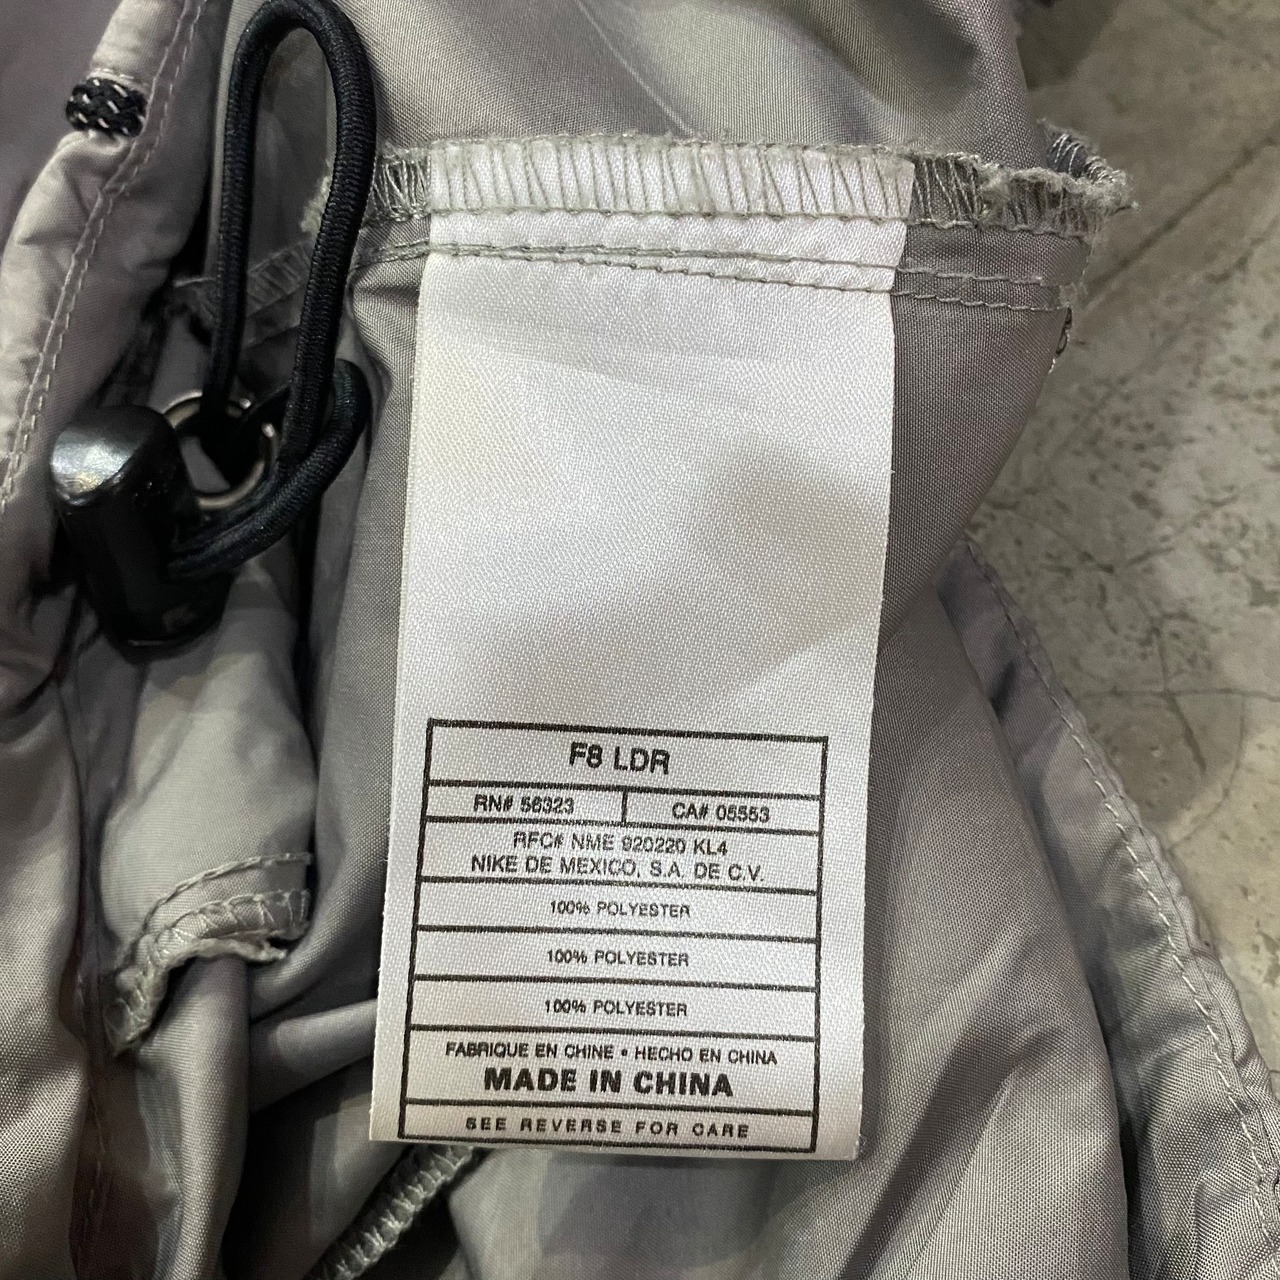 F8 LDR
RN# 56323
CA# 05553
RFC# NME 920220 KL4
NIKE DE MEXICO, S.A. DE C.V.
100% POLYESTER
100% POLYESTER
100% POLYESTER
FABRIQUE EN CHINE • HECHO EN CHINA
MADE IN CHINA
SEE REVERSE FOR CARE